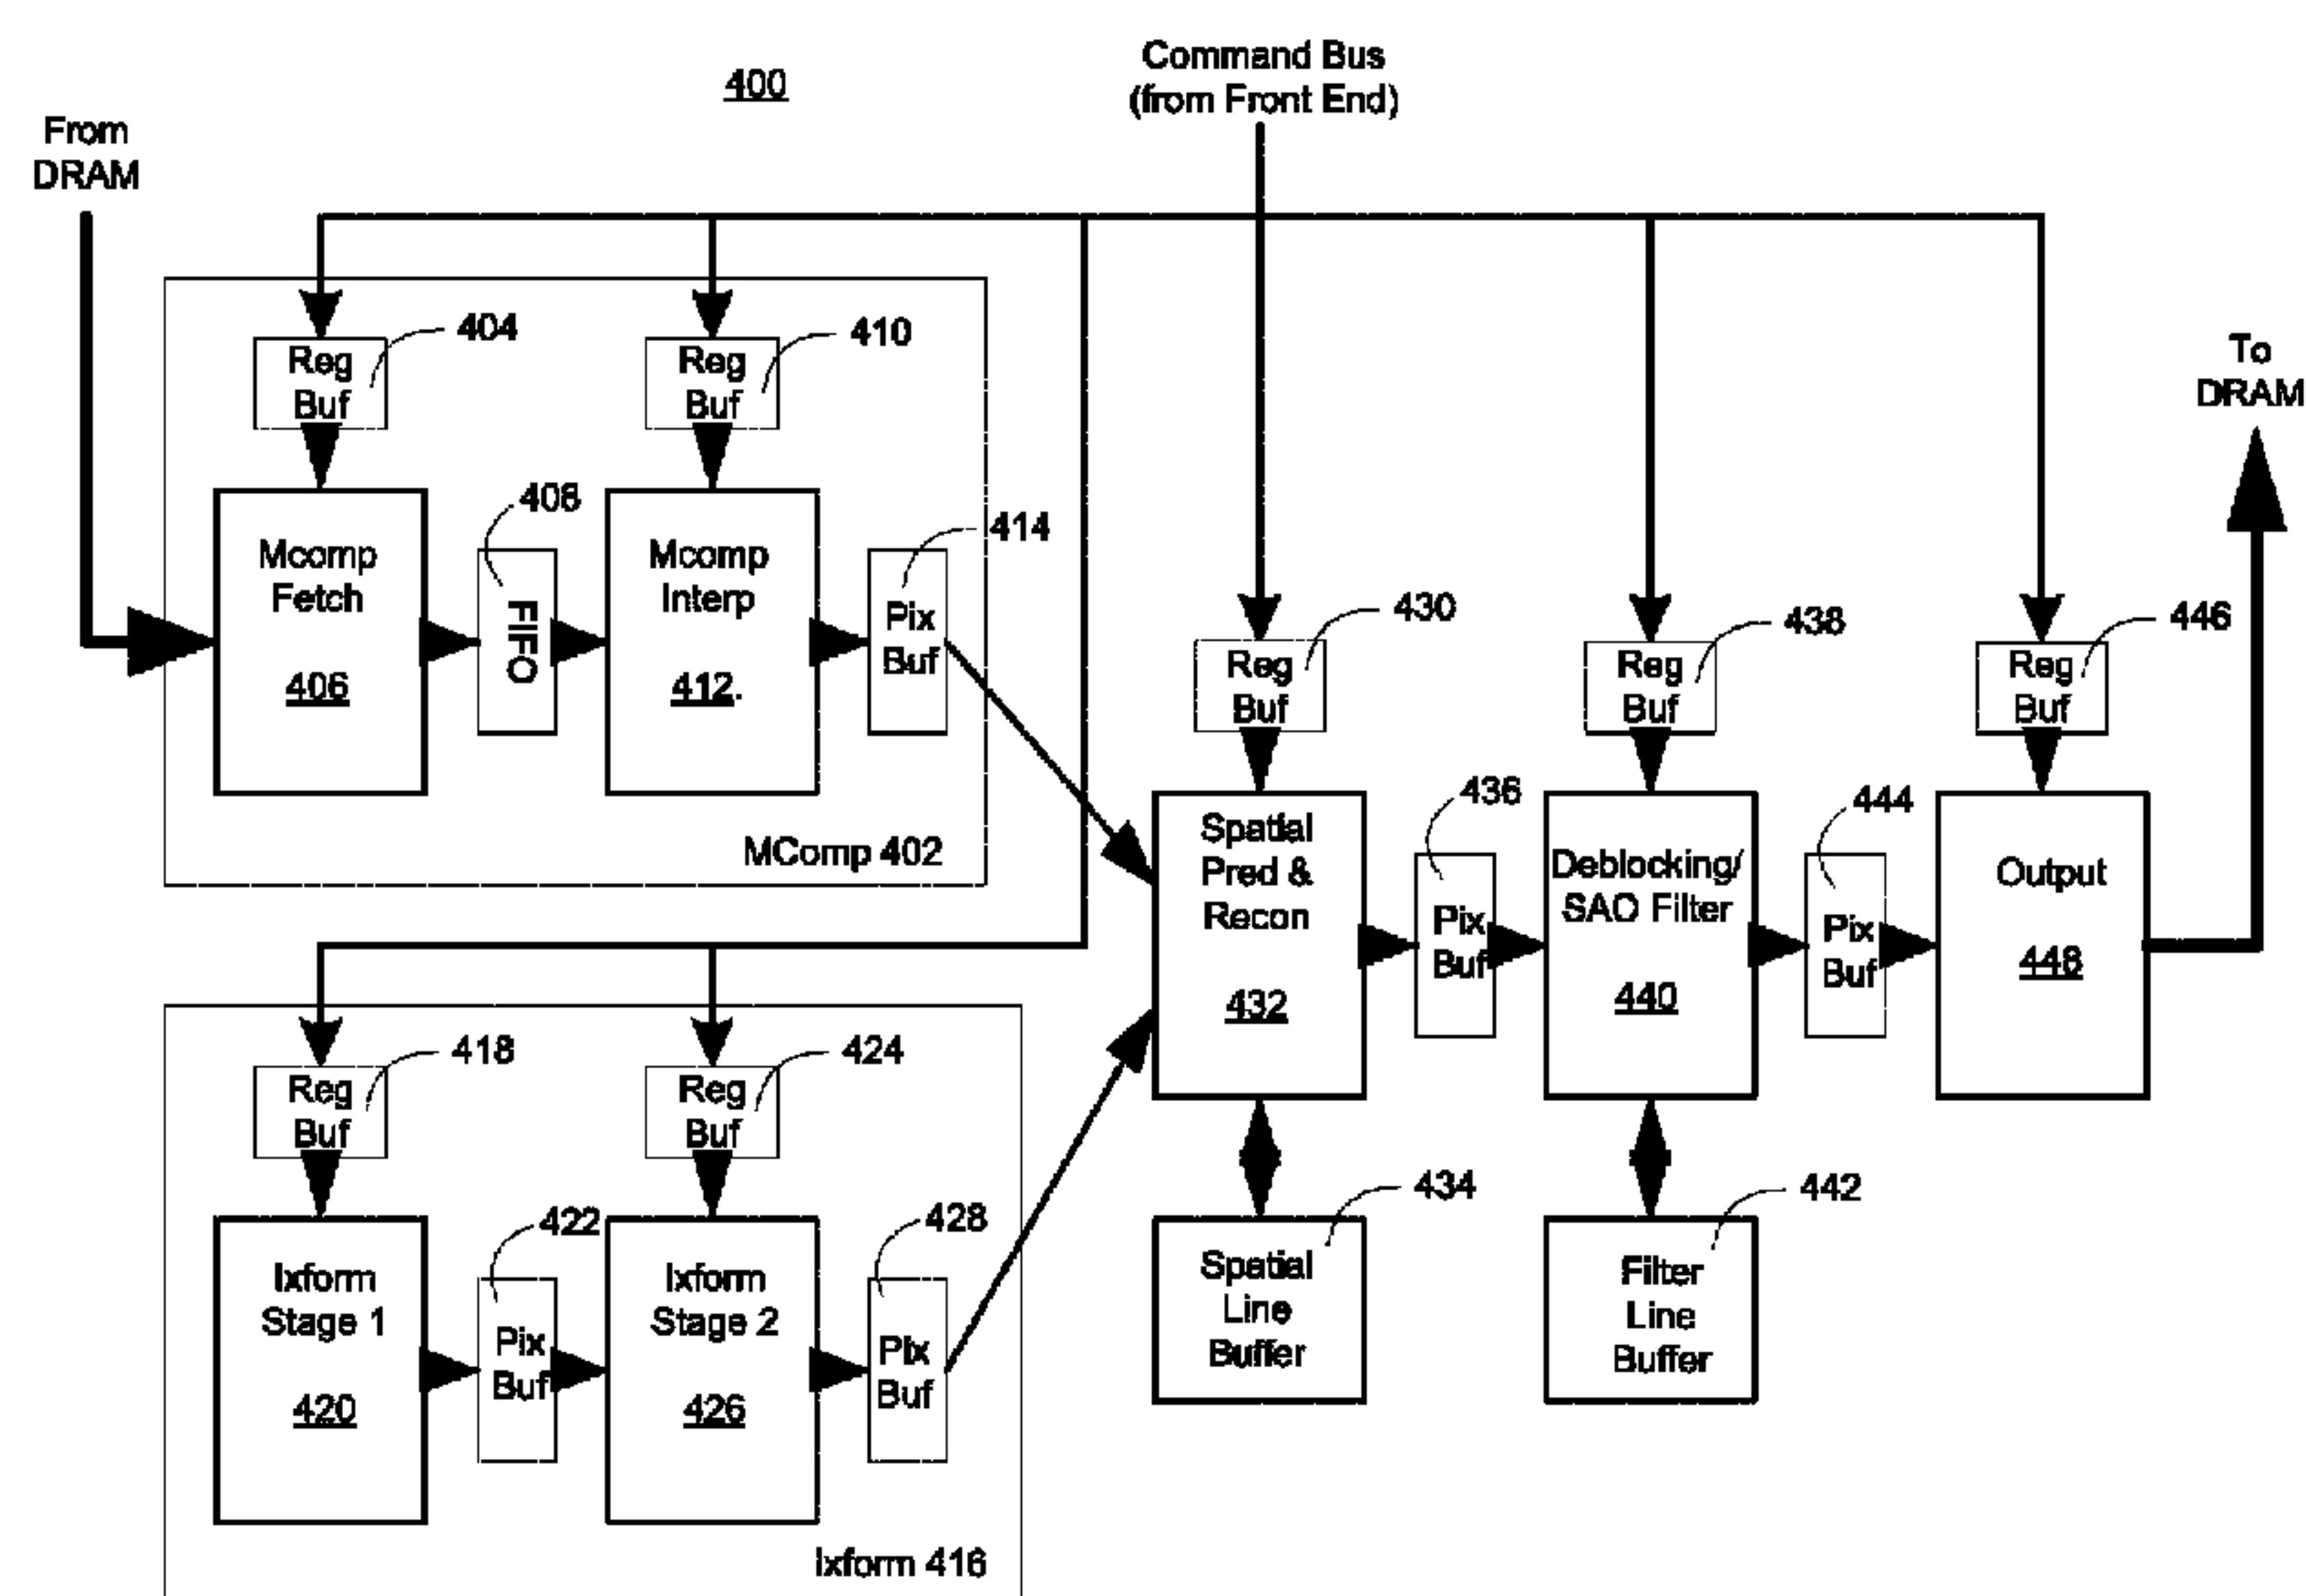 400
Command Bus
(from Front End)
From
DRAM
To
DRAM
Reg
Buf
404
Reg
Buf
410
Mcomp
Fetch
406
408
FIFO
Mcomp
Interp
412.
414
Pix
Buf
MComp 402
Reg
Buf
430
Reg
Buf
438
Reg
Buf
446
Spatial
Pred &
Recon
432
436
Pix
Buf
Deblocking/
SAO Filter
440
444
Pix
Buf
Output
448
Reg
Buf
418
Reg
Buf
424
Ixform
Stage 1
420
422
Pix
Buf
Ixform
Stage 2
426
428
Pix
Buf
Ixform 416
Spatial
Line
Buffer
434
Filter
Line
Buffer
442